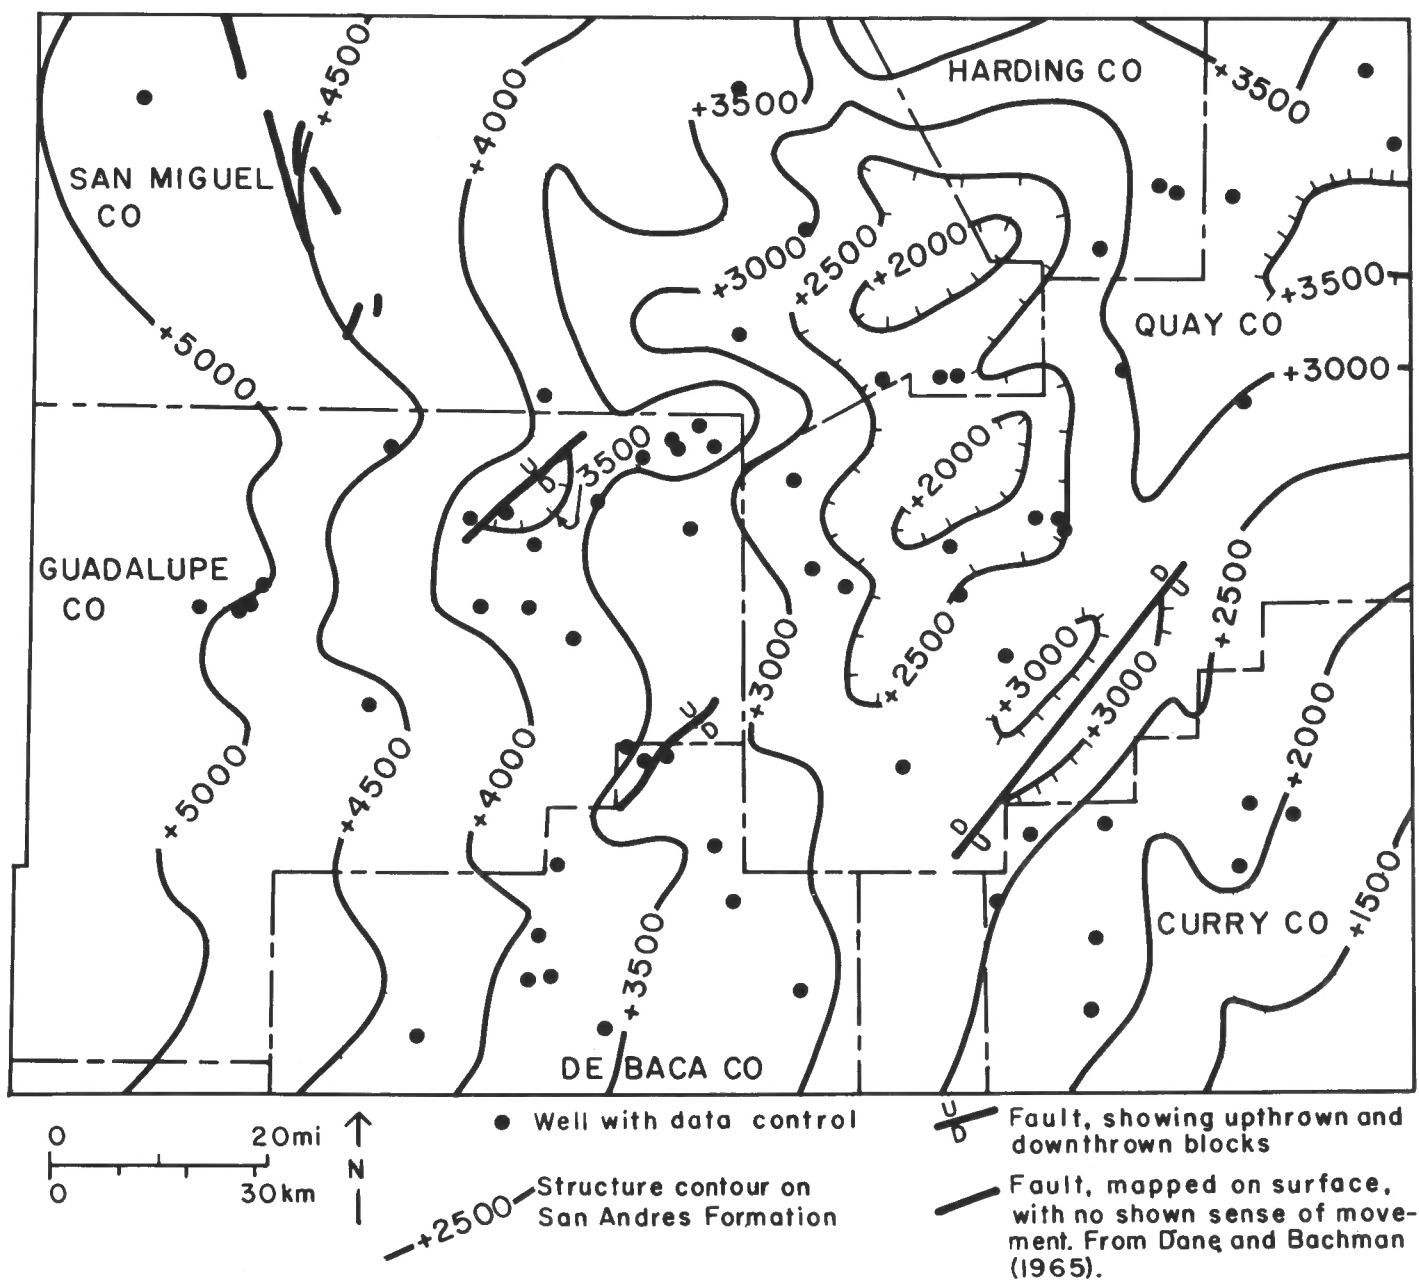 +4500
+4000
+3500
HARDING CO
+3500
SAN MIGUEL
CO
+3000
+2500
+2000
+3500
QUAY CO
+5000
+3000
U
D
3500
+2000
GUADALUPE
CO
D
U
+2500
+3000
+2500
+3000
+3000
U
D
+2000
+5000
+4500
+4000
D
U
+1500
CURRY CO
+3500
DE BACA CO
0 20mi
0 30km
N
Well with data control
+2500
Structure contour on
San Andres Formation
U
D
Fault, showing upthrown and
downthrown blocks
Fault, mapped on surface,
with no shown sense of move-
ment. From Dane and Bachman
(1965).